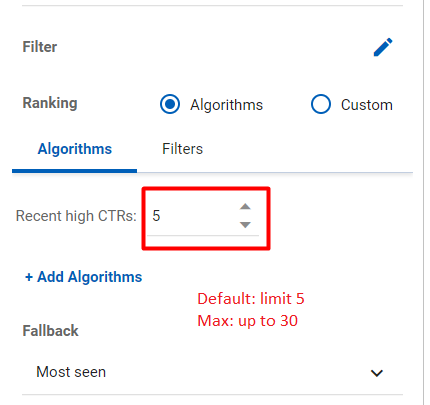 Filter
Ranking Algorithms Custom
Algorithms Filters
Recent high CTRs: 5
+ Add Algorithms
Default: limit 5
Max: up to 30
Fallback
Most seen